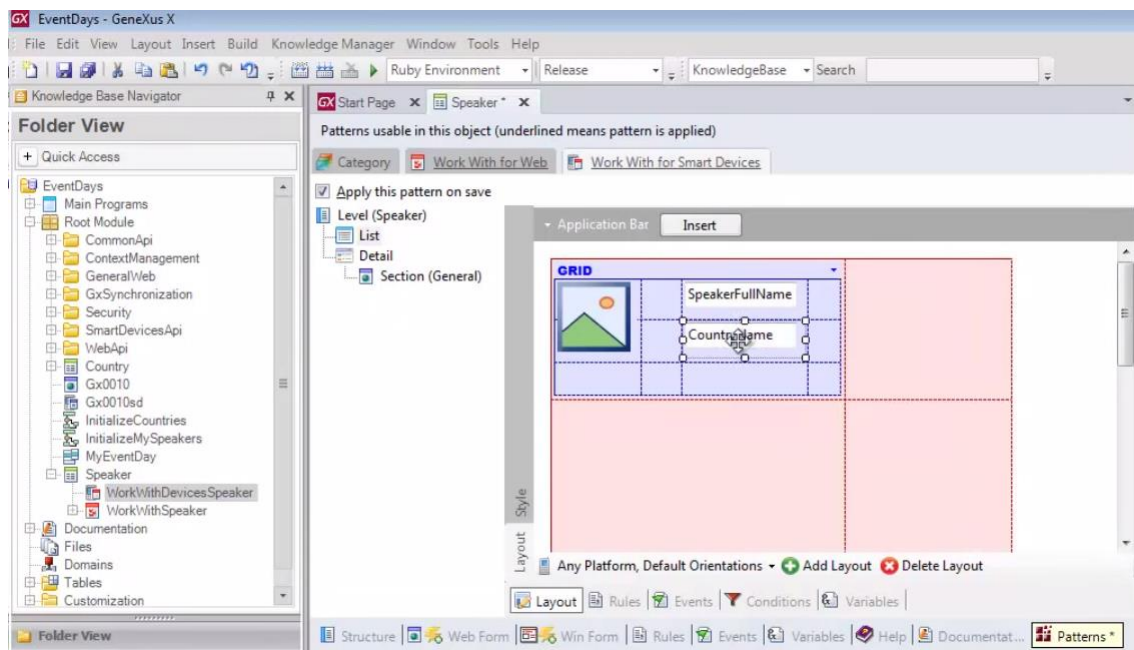 GX EventDays - GeneXus X
File Edit View Layout Insert Build Knowledge Manager Window Tools Help
Ruby Environment Release KnowledgeBase Search
Knowledge Base Navigator
Folder View
+ Quick Access
EventDays
Main Programs
Root Module
CommonApi
ContextManagement
GeneralWeb
GxSynchronization
Security
SmartDevicesApi
WebApi
Country
Gx0010
Gx0010sd
InitializeCountries
InitializeMySpeakers
MyEventDay
Speaker
WorkWithDevicesSpeaker
WorkWithSpeaker
Documentation
Files
Domains
Tables
Customization
Folder View
GX Start Page Speaker *
Patterns usable in this object (underlined means pattern is applied)
Category Work With for Web Work With for Smart Devices
Apply this pattern on save
Level (Speaker)
List
Detail
Section (General)
Application Bar Insert
GRID
SpeakerFullName
CountryName
Style
Layout
Any Platform, Default Orientations Add Layout Delete Layout
Layout Rules Events Conditions Variables
Structure Web Form Win Form Rules Events Variables Help Documentat... Patterns *